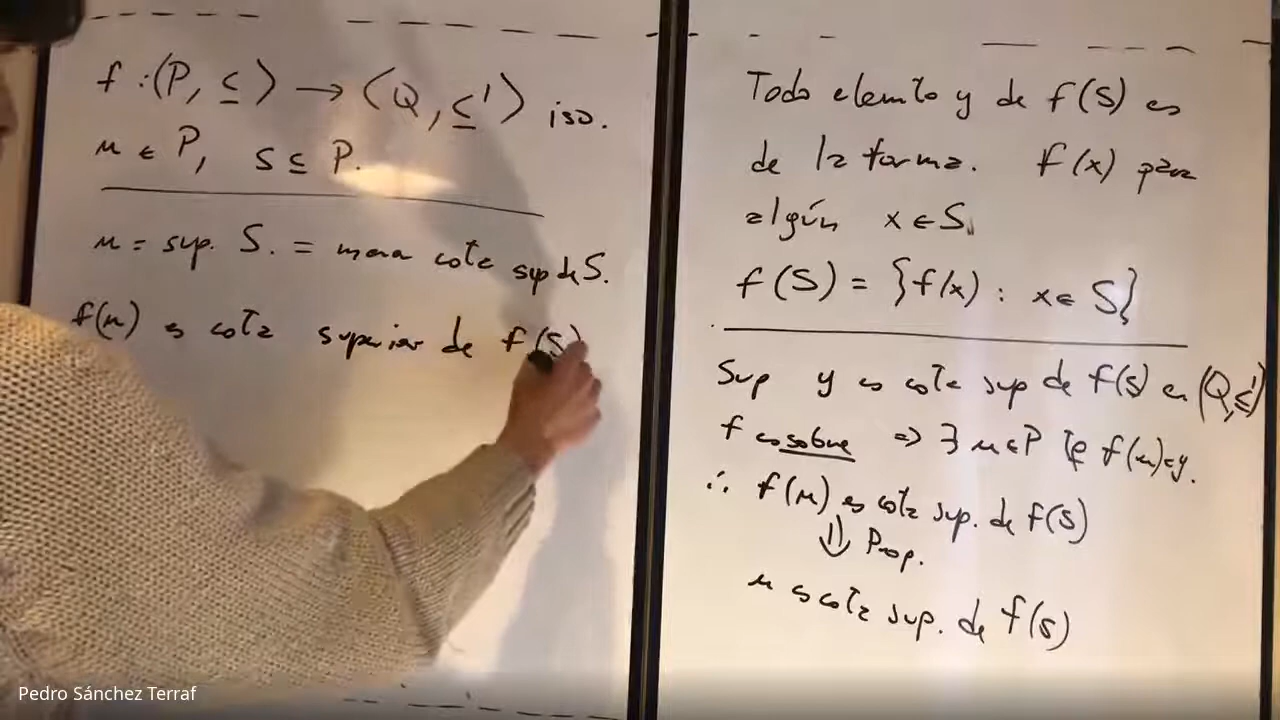 f : ⟨P, ≤⟩ → ⟨Q, ≤'⟩ iso.
u ∈ P, S ⊆ P.
u = sup. S. = menor cota sup de S.
f(u) es cota superior de f(S)
Todo elemto y de f(S) es
de la forma. f(x) para
algún x ∈ S.
f(S) = {f(x) : x ∈ S}
Sup y es cota sup de f(S) en (Q, ≤')
f es sobre => ∃ u ∈ P tq f(u)=y.
∴ f(u) es cota sup. de f(S)
⇓ Prop.
u es cota sup. de f(S)
Pedro Sánchez Terraf